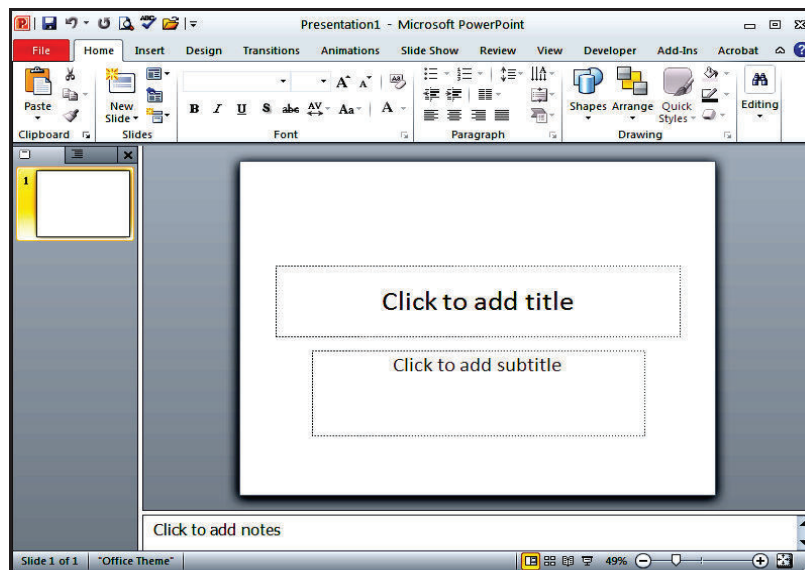 Presentation1 - Microsoft PowerPoint
File Home Insert Design Transitions Animations Slide Show Review View Developer Add-Ins Acrobat
Paste New Slide B I U S abc AV Aa A A A Shapes Arrange Quick Styles Editing
Clipboard Slides Font Paragraph Drawing
1
Click to add title
Click to add subtitle
Click to add notes
Slide 1 of 1 "Office Theme" 49%